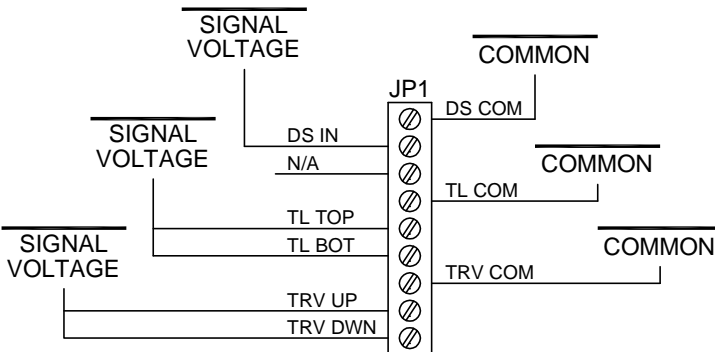 SIGNAL
VOLTAGE
COMMON
JP1
DS COM
SIGNAL
VOLTAGE
DS IN
N/A
COMMON
TL COM
TL TOP
SIGNAL
VOLTAGE
TL BOT
COMMON
TRV COM
TRV UP
TRV DWN